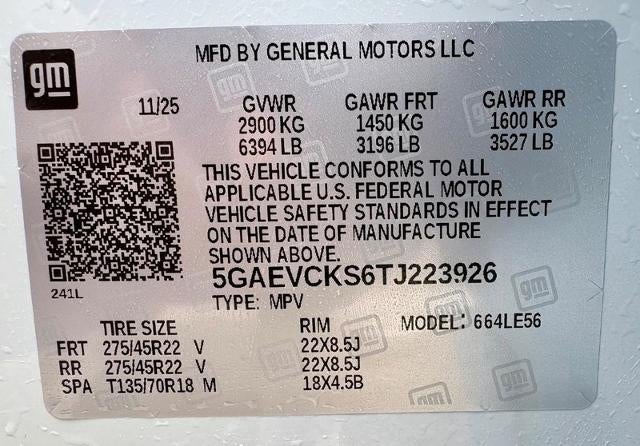 gm
MFD BY GENERAL MOTORS LLC
11/25 GVWR GAWR FRT GAWR RR
2900 KG 1450 KG 1600 KG
6394 LB 3196 LB 3527 LB
THIS VEHICLE CONFORMS TO ALL
APPLICABLE U.S. FEDERAL MOTOR
VEHICLE SAFETY STANDARDS IN EFFECT
ON THE DATE OF MANUFACTURE
SHOWN ABOVE.
241L
5GAEVCKS6TJ223926
TYPE: MPV
TIRE SIZE RIM MODEL: 664LE56
FRT 275/45R22 V 22X8.5J
RR 275/45R22 V 22X8.5J
SPA T135/70R18 M 18X4.5B